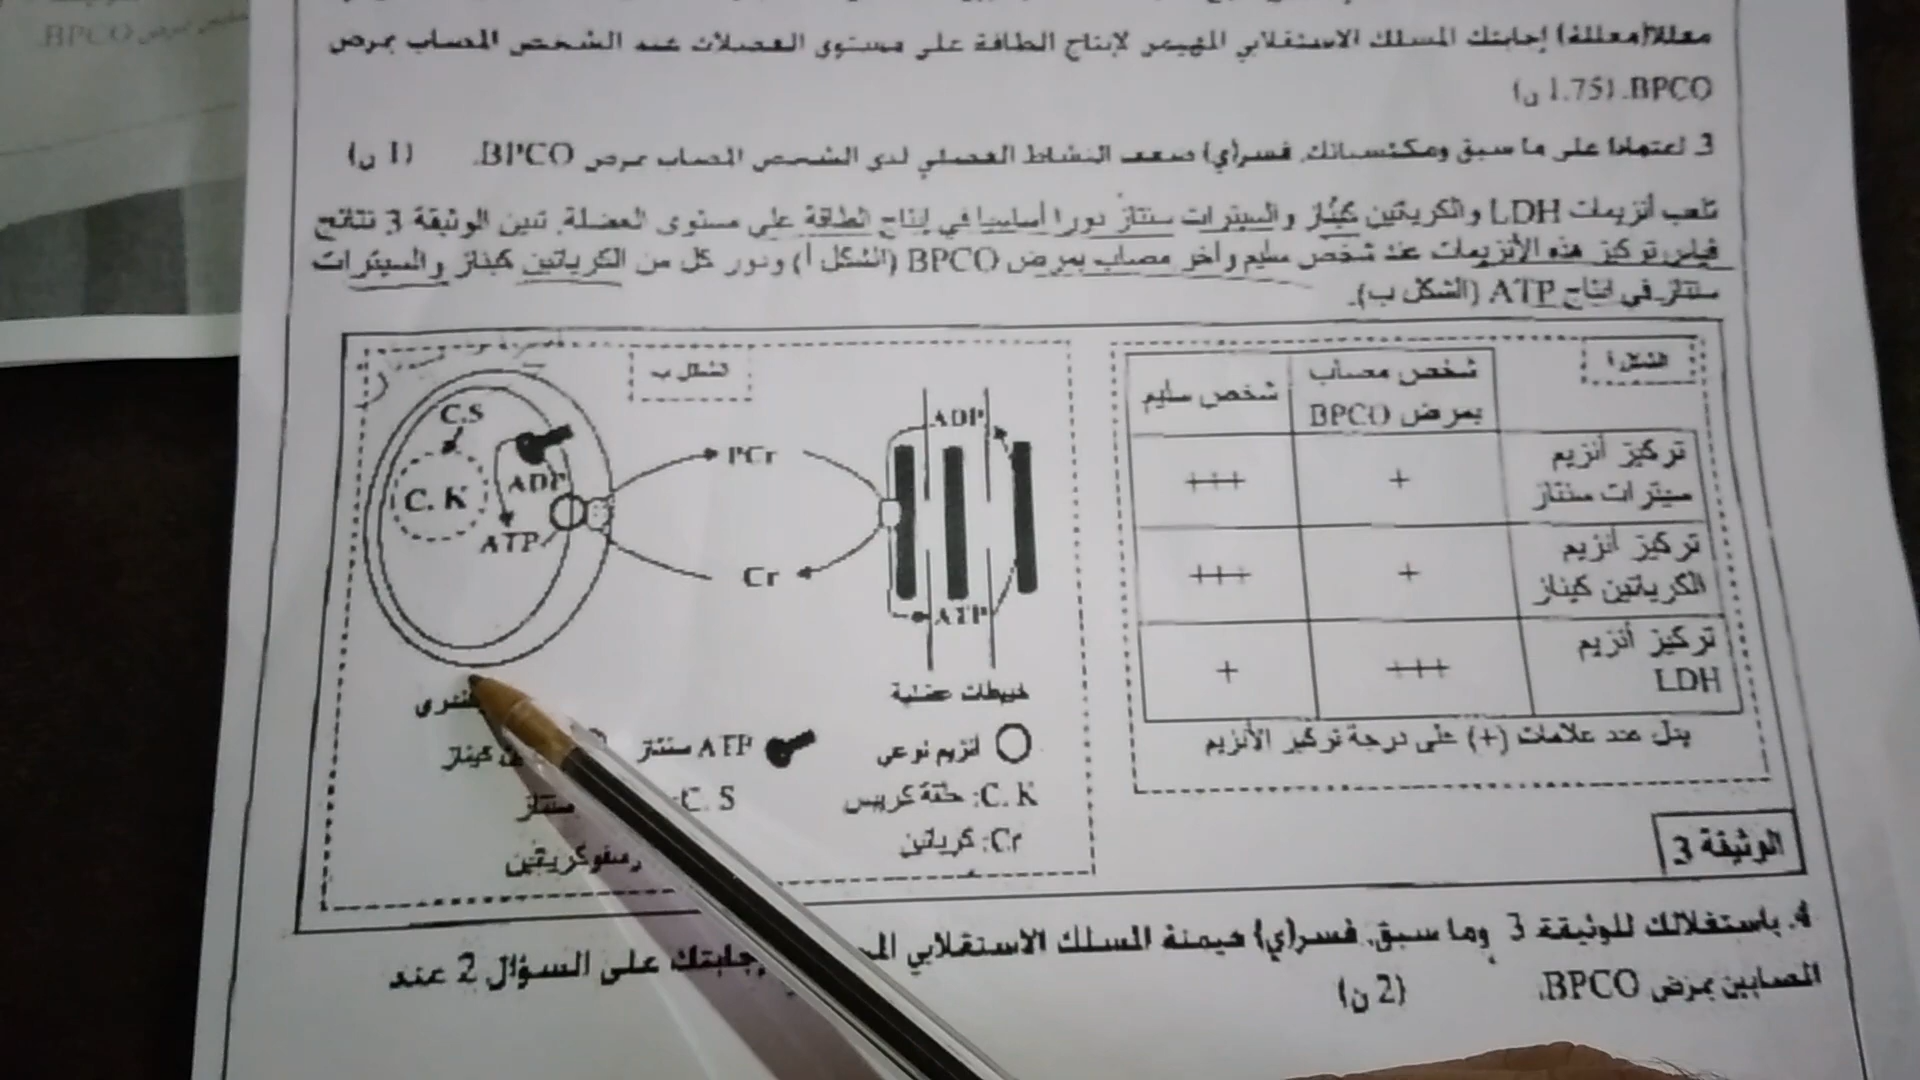 معللا(معللة) إجابتك المسلك الاستقلابي المهيمن لإنتاج الطاقة على مستوى العضلات عند الشخص المصاب بمرض
BPCO. (1.75 ن)
3 اعتمادا على ما سبق ومكتسباتك، فسر(ي) ضعف النشاط العضلي لدى الشخص المصاب بمرض BPCO. (1 ن)
تلعب أنزيمات LDH والكرياتين كيناز والسيترات سنتاز دورا أساسيا في إنتاج الطاقة على مستوى العضلة. تبين الوثيقة 3 نتائج
قياس تركيز هذه الأنزيمات عند شخص سليم وآخر مصاب بمرض BPCO (الشكل أ) ودور كل من الكرياتين كيناز والسيترات
سنتاز في إنتاج ATP (الشكل ب).
الشكل أ
شخص مصاب بمرض BPCO
شخص سليم
تركيز أنزيم سيترات سنتاز
+
+++
تركيز أنزيم الكرياتين كيناز
+
+++
تركيز أنزيم LDH
+++
+
يدل عدد علامات (+) على درجة تركيز الأنزيم
الشكل ب
C.S
C. K
ADP
ATP
PCr
Cr
ADP
ATP
خييطات عضلية
أنزيم نوعي
ATP سنتاز
كيناز
C. K: حلقة كريبس
C. S
سنتاز
Cr: كرياتين
الوثيقة 3
4. باستغلالك للوثيقة 3 وما سبق، فسر(ي) هيمنة المسلك الاستقلابي إجابتك على السؤال 2 عند
المصابين بمرض BPCO. (2 ن)